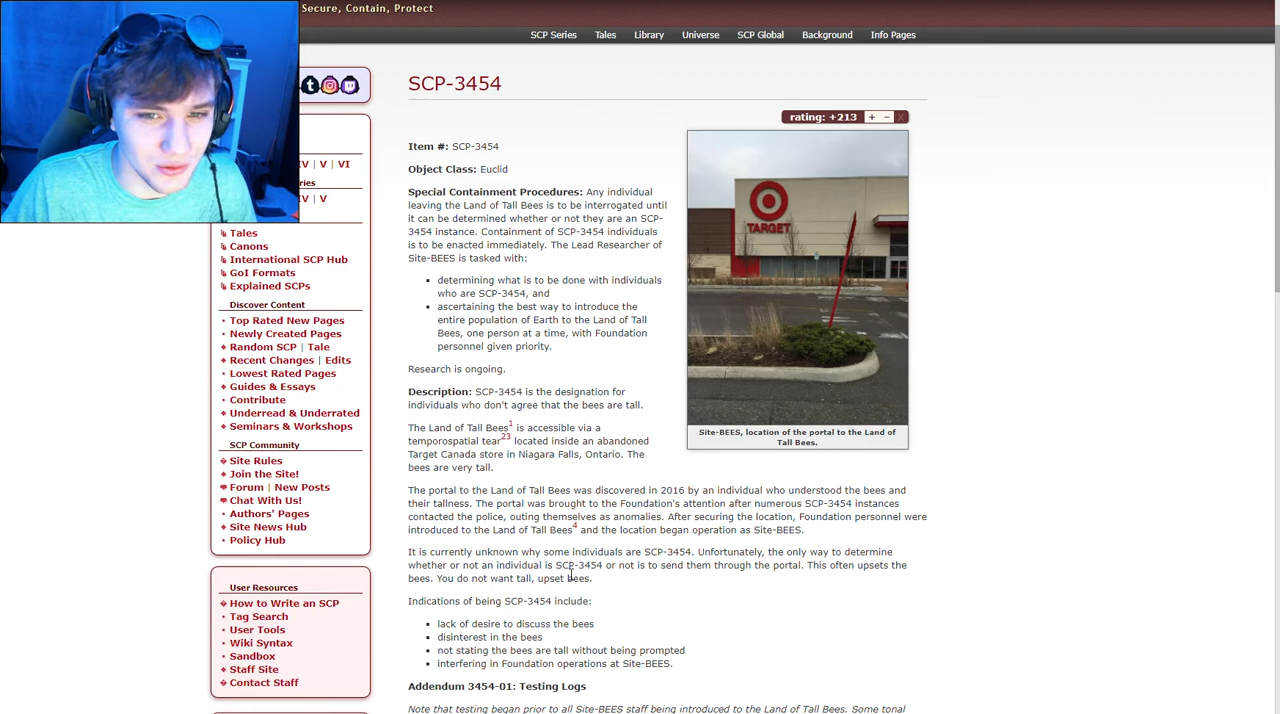 Secure, Contain, Protect
SCP Series Tales Library Universe SCP Global Background Info Pages
IV | V | VI
ries
IV | V
Tales
Canons
International SCP Hub
GoI Formats
Explained SCPs
Discover Content
Top Rated New Pages
Newly Created Pages
Random SCP | Tale
Recent Changes | Edits
Lowest Rated Pages
Guides & Essays
Contribute
Underread & Underrated
Seminars & Workshops
SCP Community
Site Rules
Join the Site!
Forum | New Posts
Chat With Us!
Authors' Pages
Site News Hub
Policy Hub
User Resources
How to Write an SCP
Tag Search
User Tools
Wiki Syntax
Sandbox
Staff Site
Contact Staff
SCP-3454
rating: +213 + – X
Item #: SCP-3454
Object Class: Euclid
Special Containment Procedures: Any individual
leaving the Land of Tall Bees is to be interrogated until
it can be determined whether or not they are an SCP-
3454 instance. Containment of SCP-3454 individuals
is to be enacted immediately. The Lead Researcher of
Site-BEES is tasked with:
determining what is to be done with individuals
who are SCP-3454, and
ascertaining the best way to introduce the
entire population of Earth to the Land of Tall
Bees, one person at a time, with Foundation
personnel given priority.
Research is ongoing.
TARGET
Site-BEES, location of the portal to the Land of
Tall Bees.
Description: SCP-3454 is the designation for
individuals who don't agree that the bees are tall.
The Land of Tall Bees1 is accessible via a
temporospatial tear23 located inside an abandoned
Target Canada store in Niagara Falls, Ontario. The
bees are very tall.
The portal to the Land of Tall Bees was discovered in 2016 by an individual who understood the bees and
their tallness. The portal was brought to the Foundation's attention after numerous SCP-3454 instances
contacted the police, outing themselves as anomalies. After securing the location, Foundation personnel were
introduced to the Land of Tall Bees4 and the location began operation as Site-BEES.
It is currently unknown why some individuals are SCP-3454. Unfortunately, the only way to determine
whether or not an individual is SCP-3454 or not is to send them through the portal. This often upsets the
bees. You do not want tall, upset bees.
Indications of being SCP-3454 include:
lack of desire to discuss the bees
disinterest in the bees
not stating the bees are tall without being prompted
interfering in Foundation operations at Site-BEES.
Addendum 3454-01: Testing Logs
Note that testing began prior to all Site-BEES staff being introduced to the Land of Tall Bees. Some tonal